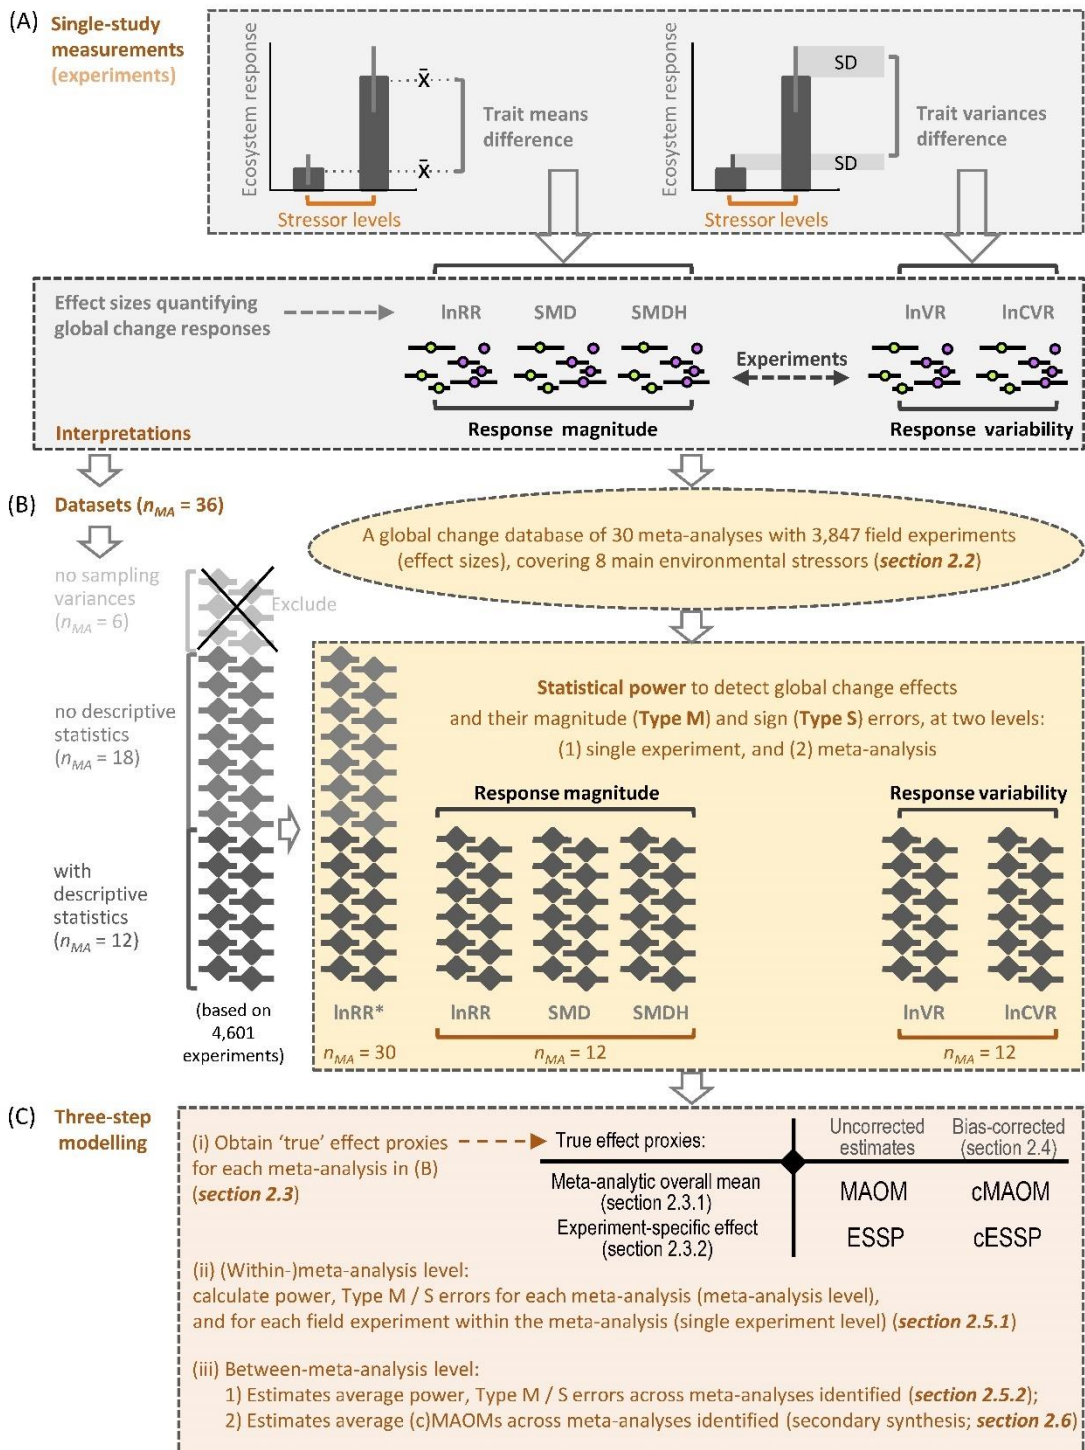 (A) Single-study
measurements
(experiments)
Ecosystem response
x̄
x̄
Trait means
difference
Stressor levels
Ecosystem response
SD
SD
Trait variances
difference
Stressor levels
Effect sizes quantifying
global change responses
lnRR SMD SMDH
lnVR lnCVR
Experiments
Interpretations
Response magnitude
Response variability
(B) Datasets (nMA = 36)
A global change database of 30 meta-analyses with 3,847 field experiments
(effect sizes), covering 8 main environmental stressors (section 2.2)
no sampling
variances
(nMA = 6)
Exclude
no descriptive
statistics
(nMA = 18)
with
descriptive
statistics
(nMA = 12)
(based on
4,601
experiments)
Statistical power to detect global change effects
and their magnitude (Type M) and sign (Type S) errors, at two levels:
(1) single experiment, and (2) meta-analysis
Response magnitude
Response variability
lnRR* lnRR SMD SMDH lnVR lnCVR
nMA = 30 nMA = 12 nMA = 12
(C) Three-step
modelling
(i) Obtain ‘true’ effect proxies
for each meta-analysis in (B)
(section 2.3)
True effect proxies:
Uncorrected
estimates
Bias-corrected
(section 2.4)
Meta-analytic overall mean
(section 2.3.1)
MAOM cMAOM
Experiment-specific effect
(section 2.3.2)
ESSP cESSP
(ii) (Within-)meta-analysis level:
calculate power, Type M / S errors for each meta-analysis (meta-analysis level),
and for each field experiment within the meta-analysis (single experiment level) (section 2.5.1)
(iii) Between-meta-analysis level:
1) Estimates average power, Type M / S errors across meta-analyses identified (section 2.5.2);
2) Estimates average (c)MAOMs across meta-analyses identified (secondary synthesis; section 2.6)